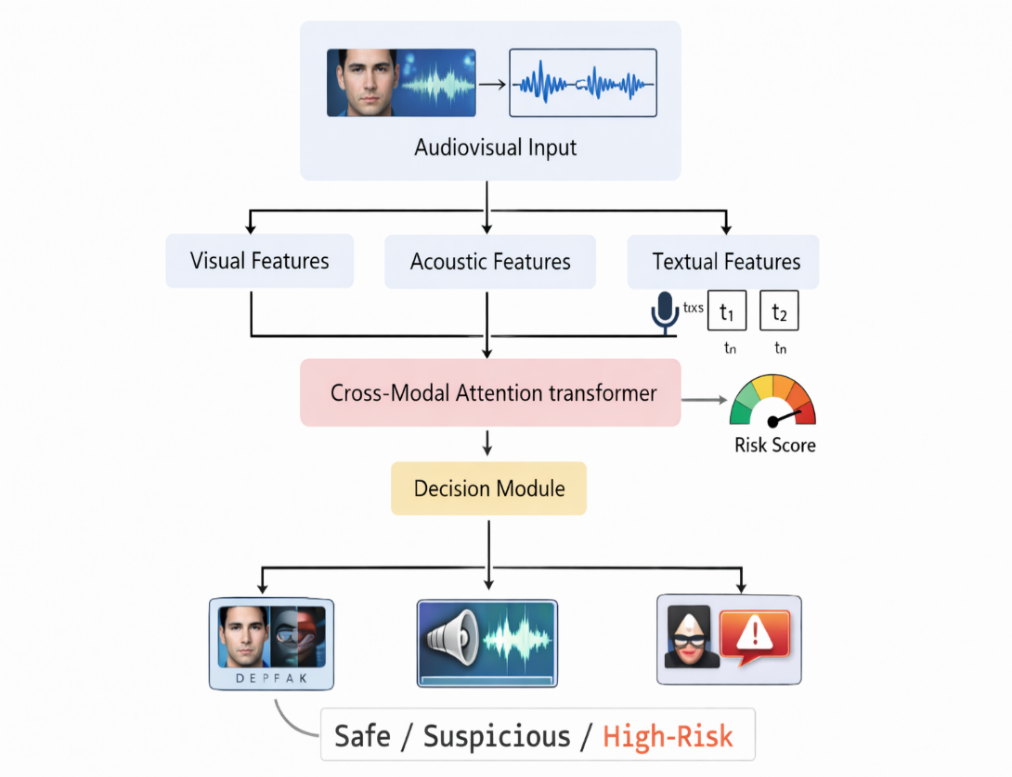 Audiovisual Input
Visual Features
Acoustic Features
Textual Features
tıxs
t₁
t₂
tₙ
tₙ
Cross-Modal Attention transformer
Risk Score
Decision Module
DEPFAK
Safe / Suspicious / High-Risk